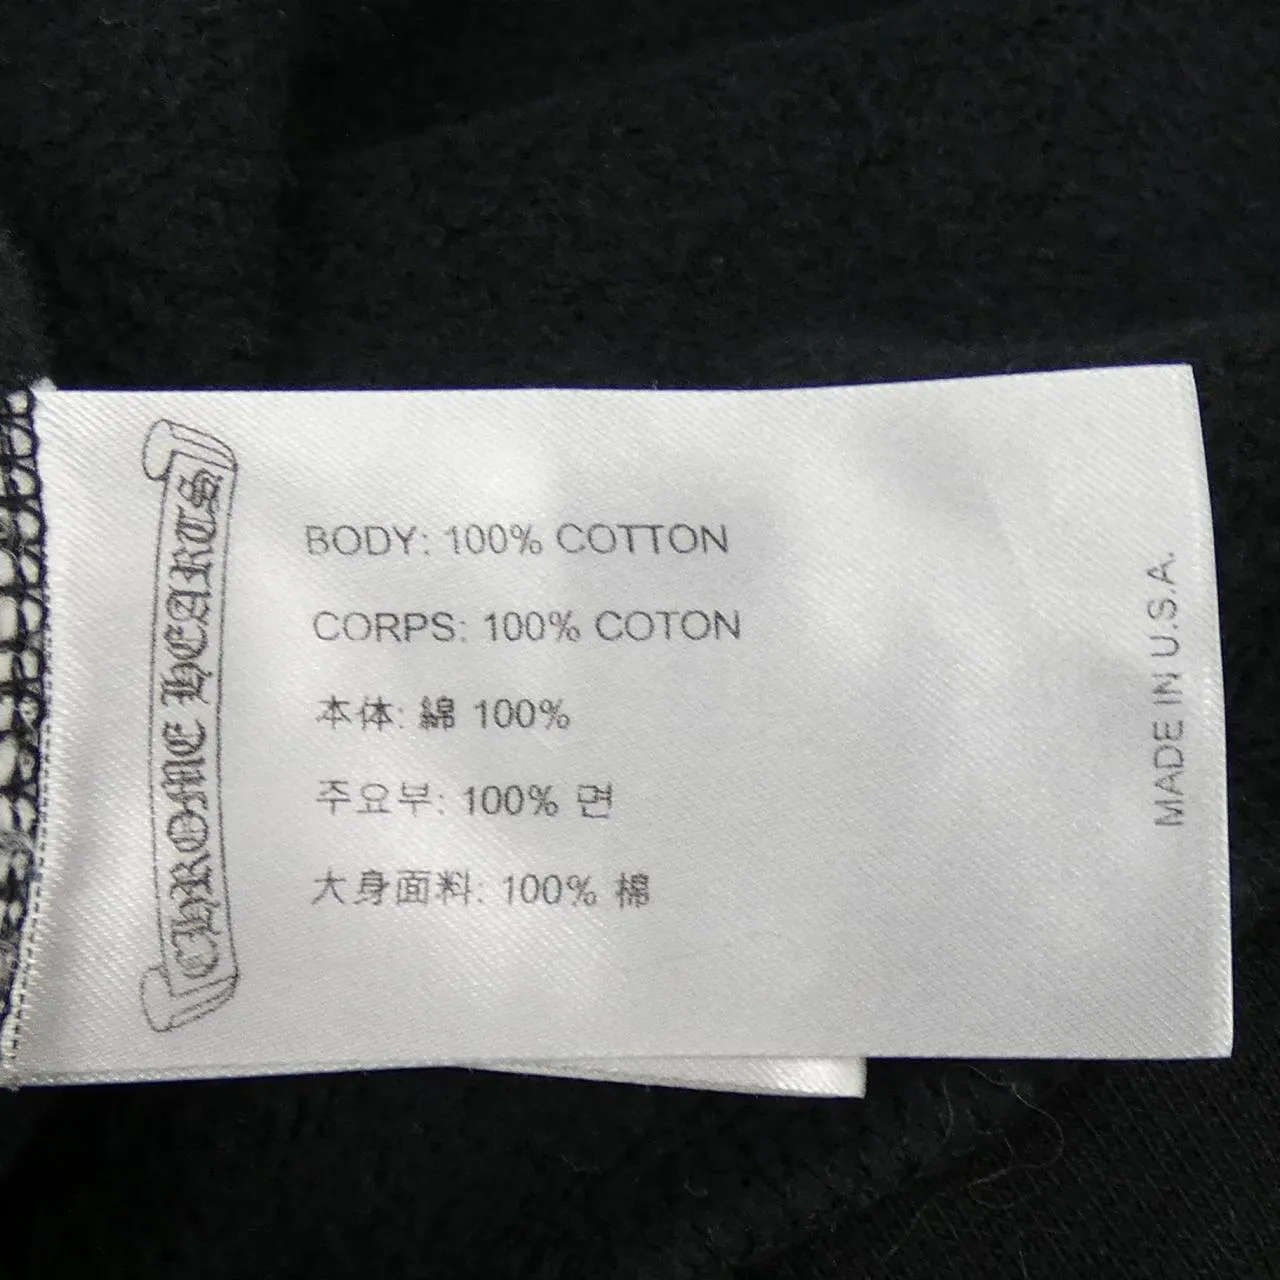 CHROME HEARTS
BODY: 100% COTTON
CORPS: 100% COTON
本体: 綿 100%
주요부: 100% 면
大身面料: 100% 棉
MADE IN U.S.A.